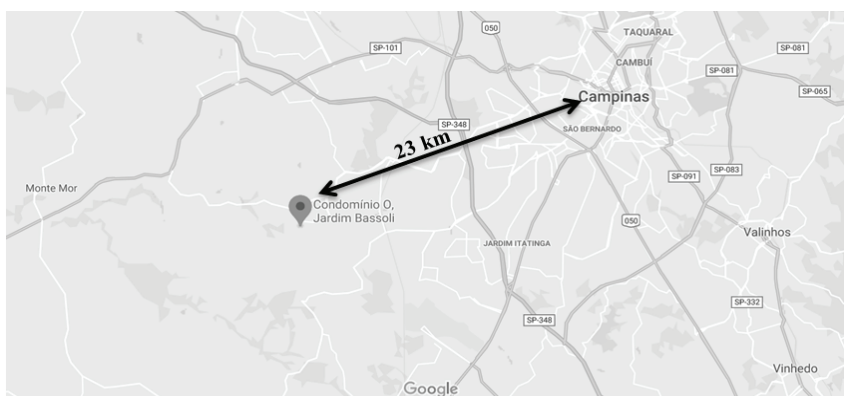 050
TAQUARAL
SP-101
SP-081
CAMBUÍ
SP-081
SP-065
Campinas
SP-348
SÃO BERNARDO
23 km
SP-083
SP-091
Monte Mor
Condomínio O,
Jardim Bassoli
050
Valinhos
JARDIM ITATINGA
SP-332
SP-348
Vinhedo
Google